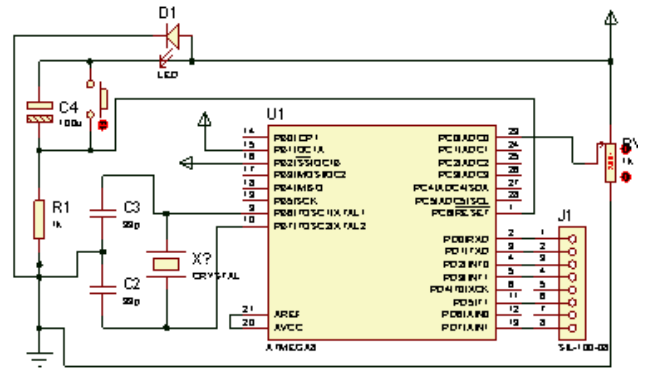 D1
LED
C4
100u
U1
14 PB0/ICP1
15 PB1/OC1A
16 PB2/SS/OC1B
17 PB3/MOSI/OC2
18 PB4/MISO
19 PB5/SCK
9 PB6/TOSC1/XTAL1
10 PB7/TOSC2/XTAL2
21 AREF
20 AVCC
ATMEGA8
PC0/ADC0 23
PC1/ADC1 24
PC2/ADC2 25
PC3/ADC3 26
PC4/ADC4/SDA 27
PC5/ADC5/SCL 28
PC6/RESET 1
PD0/RXD 2
PD1/TXD 3
PD2/INT0 4
PD3/INT1 5
PD4/T0/XCK 6
PD5/T1 11
PD6/AIN0 12
PD7/AIN1 13
RV
1k
R1
1k
C3
C2
X?
CRYSTAL
J1
1
2
3
4
5
6
7
8
SIL-100-08